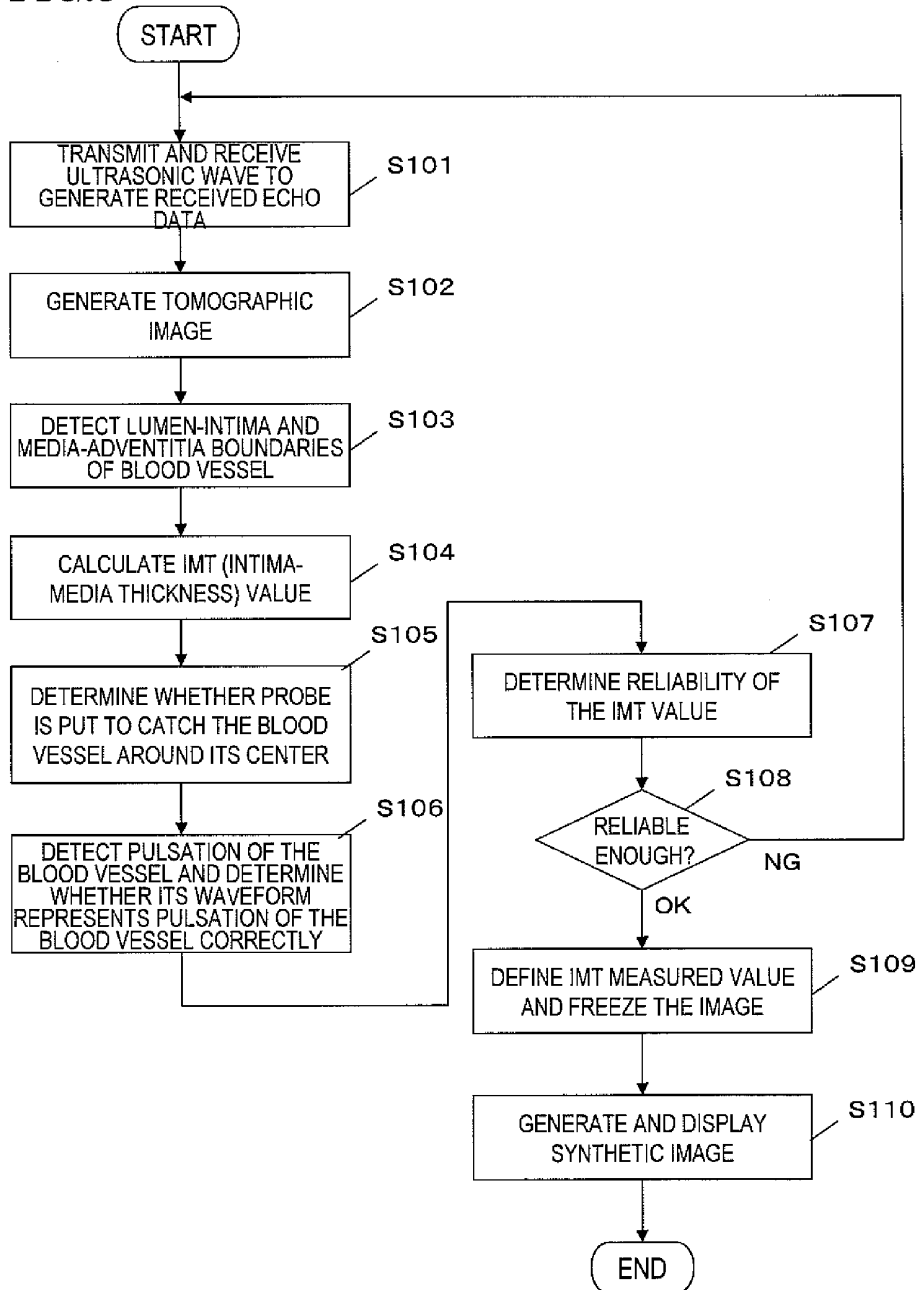 START
TRANSMIT AND RECEIVE
ULTRASONIC WAVE TO
GENERATE RECEIVED ECHO
DATA
S101
GENERATE TOMOGRAPHIC
IMAGE
S102
DETECT LUMEN-INTIMA AND
MEDIA-ADVENTITIA BOUNDARIES
OF BLOOD VESSEL
S103
CALCULATE IMT (INTIMA-
MEDIA THICKNESS) VALUE
S104
DETERMINE WHETHER PROBE
IS PUT TO CATCH THE BLOOD
VESSEL AROUND ITS CENTER
S105
DETECT PULSATION OF THE
BLOOD VESSEL AND DETERMINE
WHETHER ITS WAVEFORM
REPRESENTS PULSATION OF THE
BLOOD VESSEL CORRECTLY
S106
DETERMINE RELIABILITY OF
THE IMT VALUE
S107
RELIABLE
ENOUGH?
S108
NG
OK
DEFINE IMT MEASURED VALUE
AND FREEZE THE IMAGE
S109
GENERATE AND DISPLAY
SYNTHETIC IMAGE
S110
END